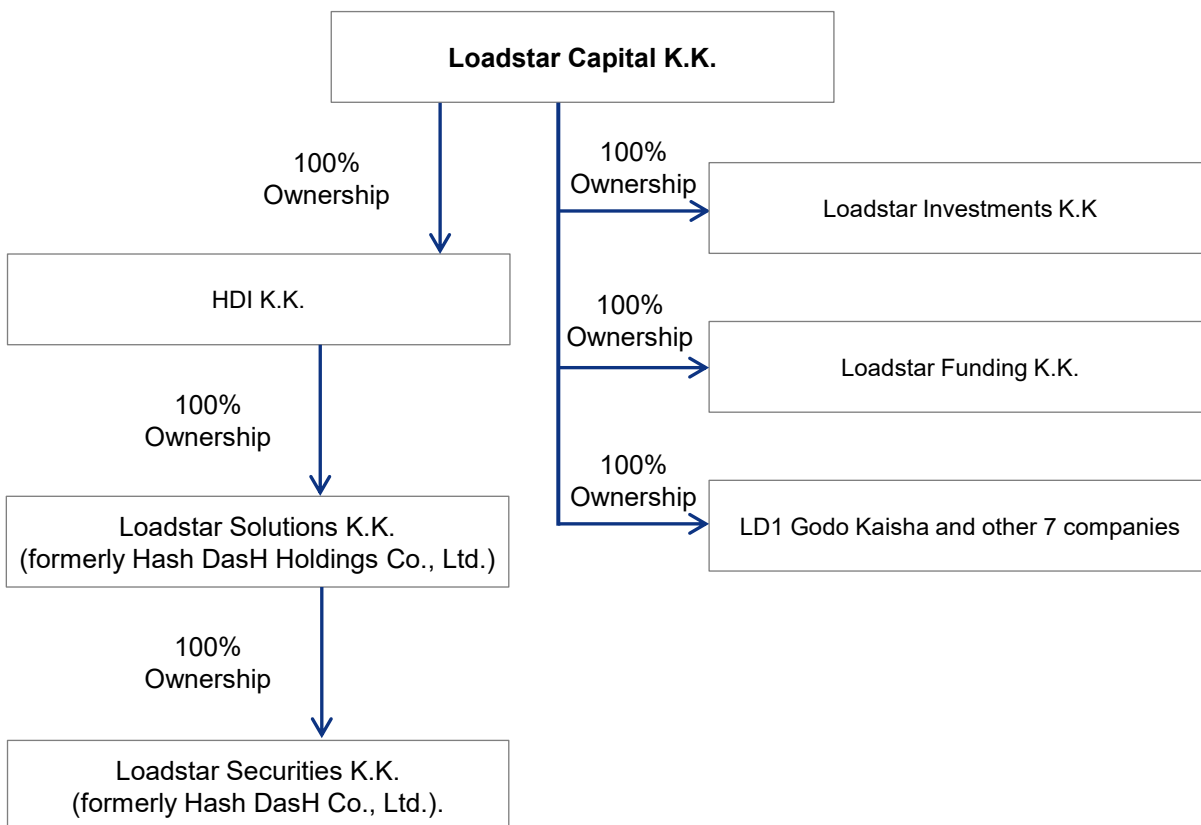 Loadstar Capital K.K.
100%
Ownership
100%
Ownership
Loadstar Investments K.K
HDI K.K.
100%
Ownership
Loadstar Funding K.K.
100%
Ownership
100%
Ownership
LD1 Godo Kaisha and other 7 companies
Loadstar Solutions K.K.
(formerly Hash DasH Holdings Co., Ltd.)
100%
Ownership
Loadstar Securities K.K.
(formerly Hash DasH Co., Ltd.).